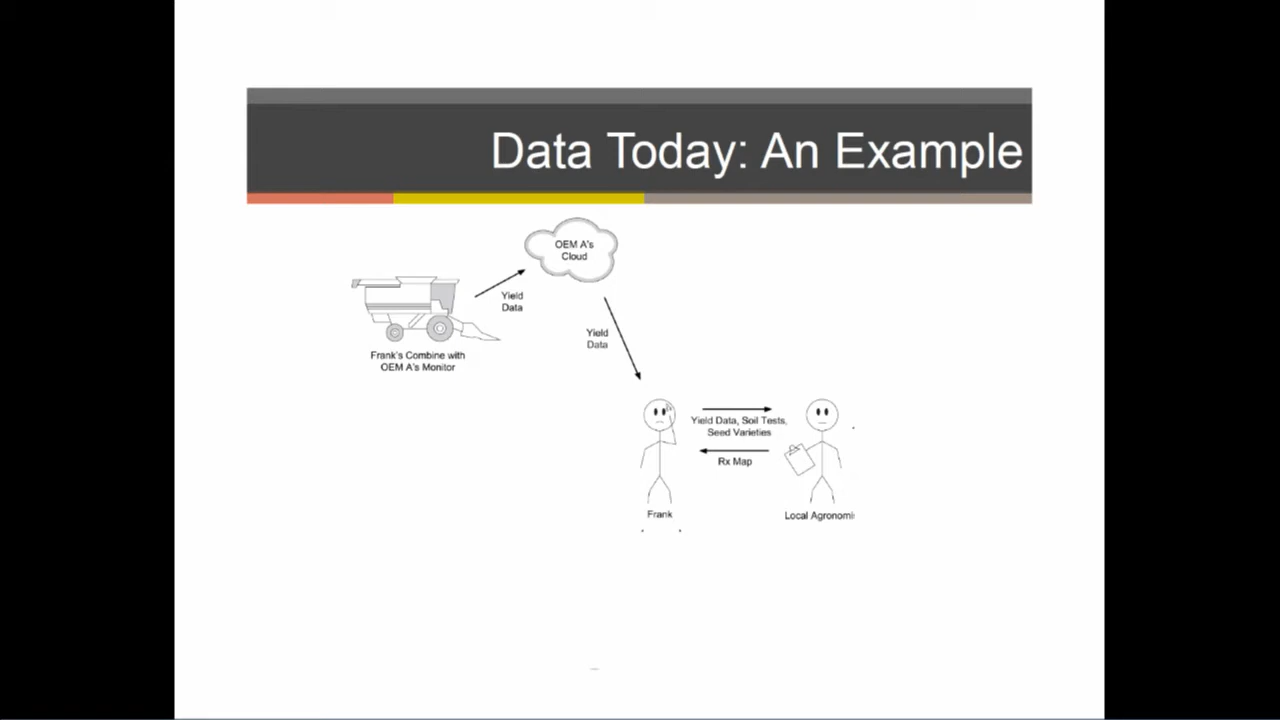 Data Today: An Example
OEM A's
Cloud
Yield
Data
Frank's Combine with
OEM A's Monitor
Yield
Data
Yield Data, Soil Tests,
Seed Varieties
Rx Map
Frank
Local Agronomi